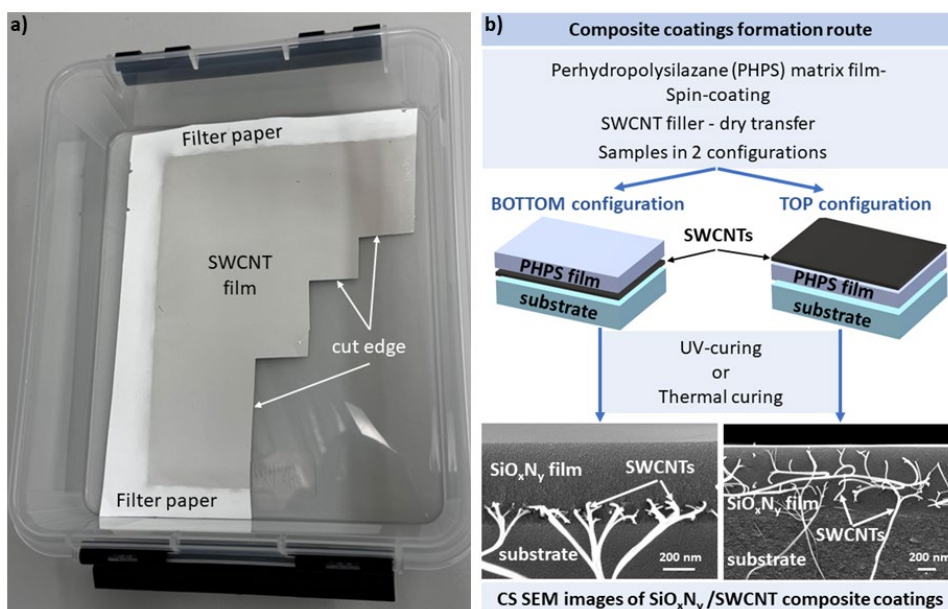 a)
Filter paper
SWCNT
film
cut edge
Filter paper
b)
Composite coatings formation route
Perhydropolysilazane (PHPS) matrix film-
Spin-coating
SWCNT filler - dry transfer
Samples in 2 configurations
BOTTOM configuration
TOP configuration
SWCNTs
PHPS film
substrate
PHPS film
substrate
UV-curing
or
Thermal curing
SiOₓNᵧ film
SWCNTs
substrate
200 nm
SiOₓNᵧ film
SWCNTs
substrate
200 nm
CS SEM images of SiOₓNᵧ/SWCNT composite coatings